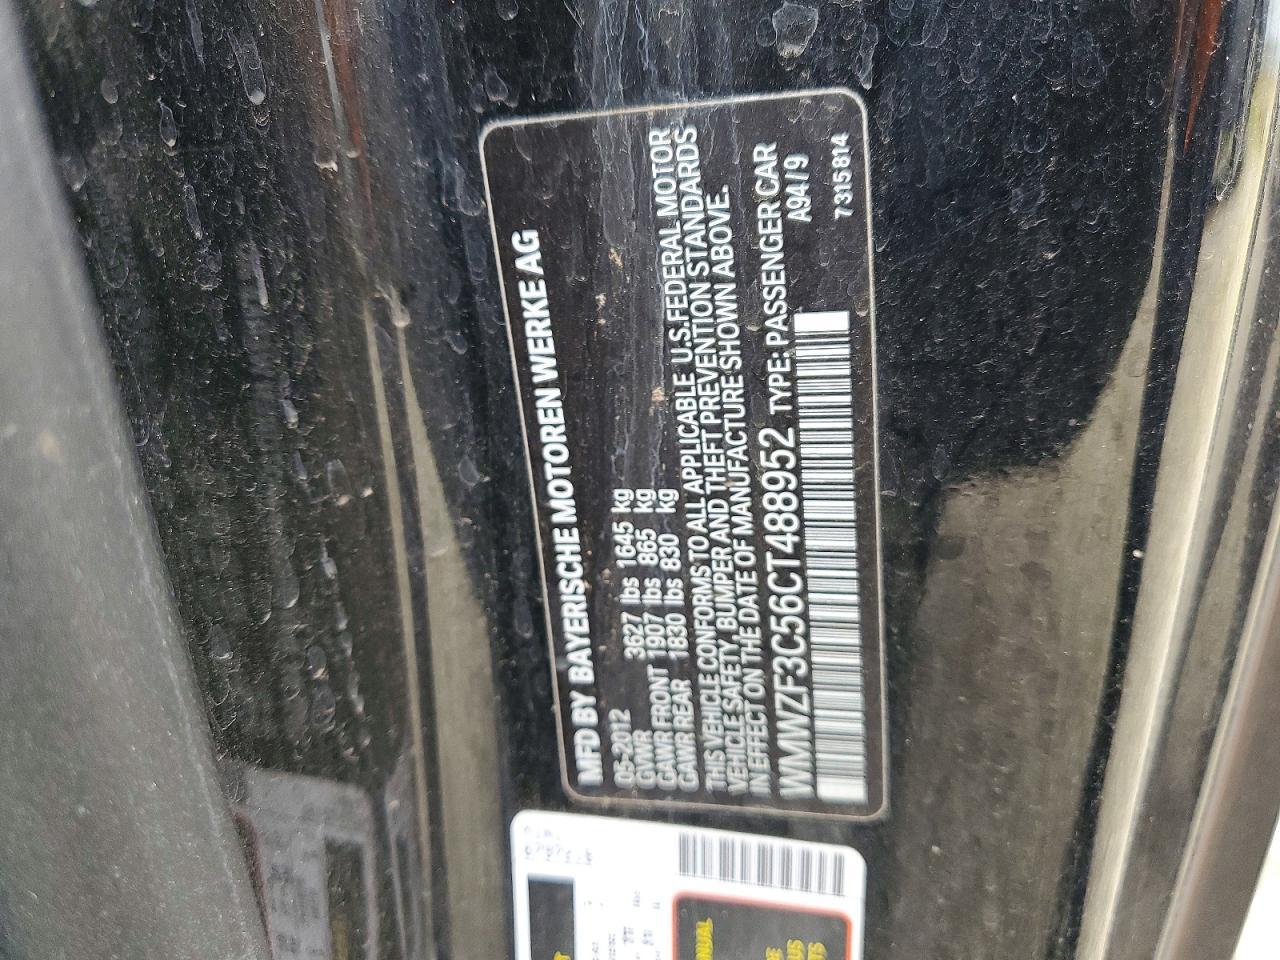 MFD BY BAYERISCHE MOTOREN WERKE AG
05-2012
GVWR 3627 lbs 1645 kg
GAWR FRONT 1907 lbs 865 kg
GAWR REAR 1830 lbs 830 kg
THIS VEHICLE CONFORMS TO ALL APPLICABLE U.S.FEDERAL MOTOR
VEHICLE SAFETY, BUMPER AND THEFT PREVENTION STANDARDS
IN EFFECT ON THE DATE OF MANUFACTURE SHOWN ABOVE.
WMWZF3C56CT488952 TYPE: PASSENGER CAR
A94/9
7315814